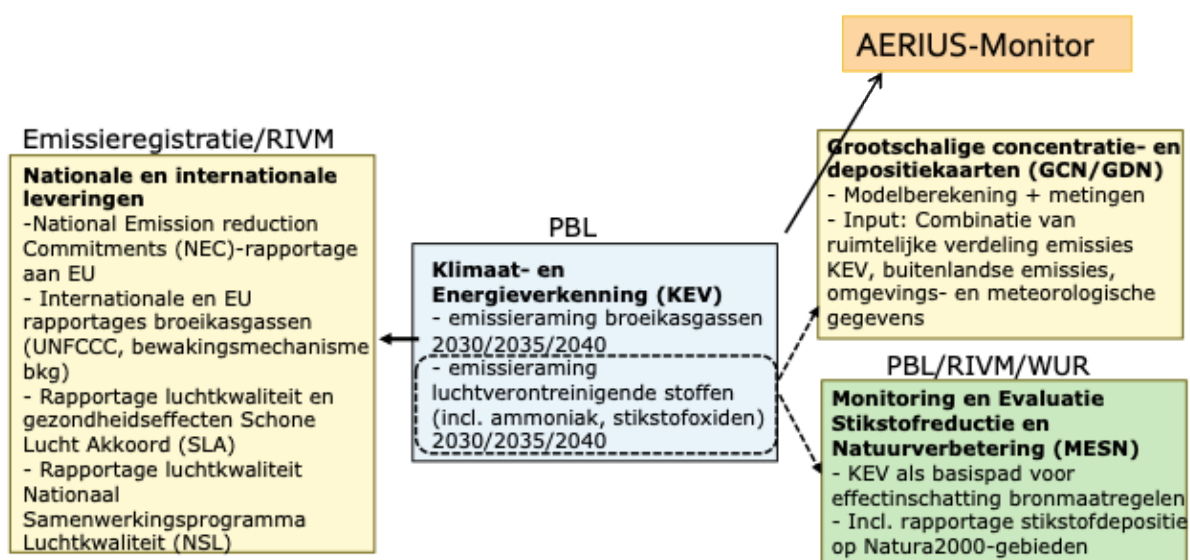 AERIUS-Monitor
Emissieregistratie/RIVM
Nationale en internationale
leveringen
-National Emission reduction
Commitments (NEC)-rapportage
aan EU
- Internationale en EU
rapportages broeikasgassen
(UNFCCC, bewakingsmechanisme
bkg)
- Rapportage luchtkwaliteit en
gezondheidseffecten Schone
Lucht Akkoord (SLA)
- Rapportage luchtkwaliteit
Nationaal
Samenwerkingsprogramma
Luchtkwaliteit (NSL)
PBL
Klimaat- en
Energieverkenning (KEV)
- emissieraming broeikasgassen
2030/2035/2040
- emissieraming
luchtverontreinigende stoffen
(incl. ammoniak, stikstofoxiden)
2030/2035/2040
Grootschalige concentratie- en
depositiekaarten (GCN/GDN)
- Modelberekening + metingen
- Input: Combinatie van
ruimtelijke verdeling emissies
KEV, buitenlandse emissies,
omgevings- en meteorologische
gegevens
PBL/RIVM/WUR
Monitoring en Evaluatie
Stikstofreductie en
Natuurverbetering (MESN)
- KEV als basispad voor
effectinschatting bronmaatregelen
- Incl. rapportage stikstofdepositie
op Natura2000-gebieden